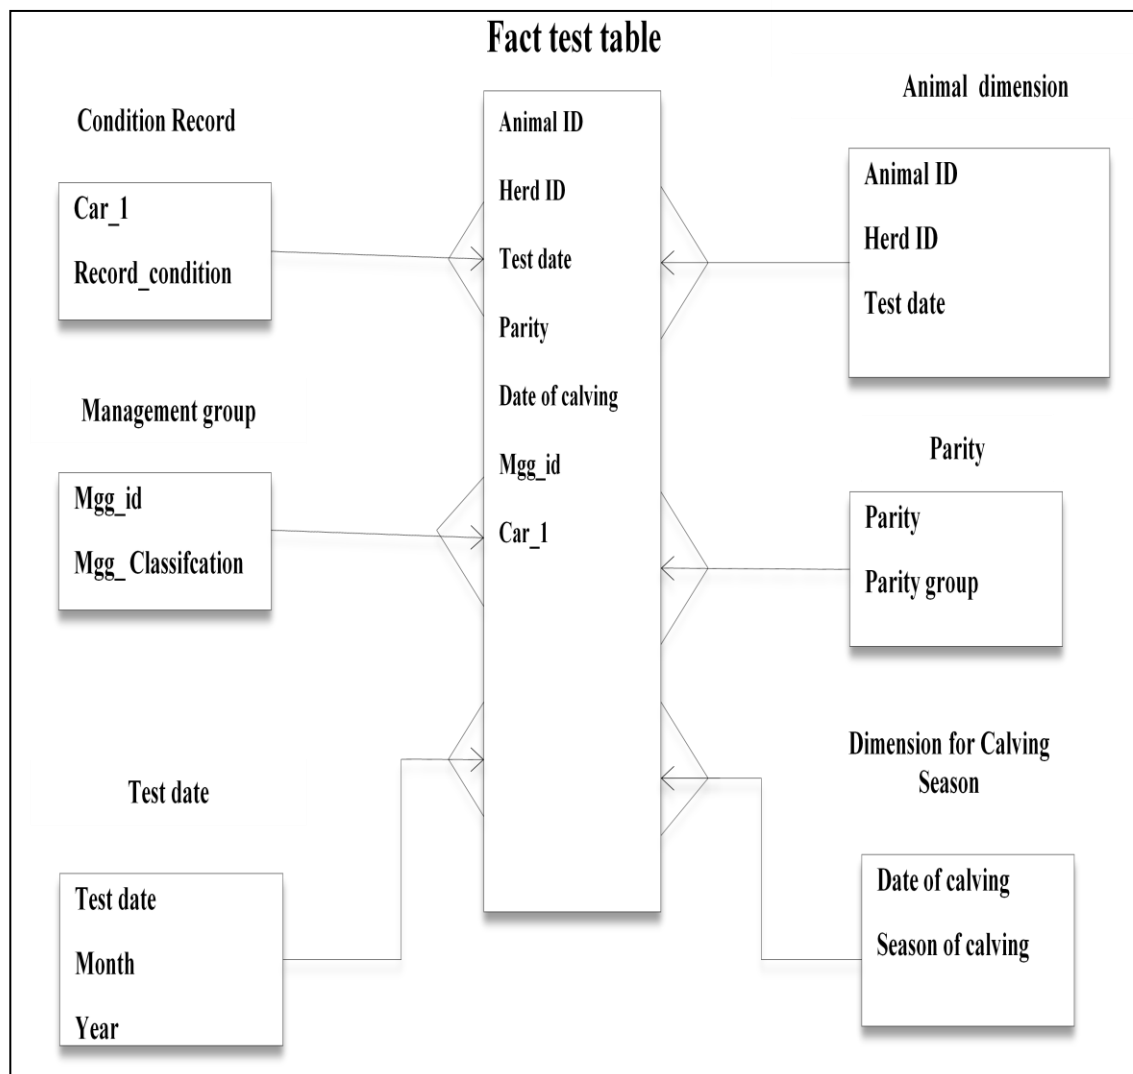 Fact test table
Condition Record
Car_1
Record_condition
Management group
Mgg_id
Mgg_ Classifcation
Test date
Test date
Month
Year
Animal ID
Herd ID
Test date
Parity
Date of calving
Mgg_id
Car_1
Animal dimension
Animal ID
Herd ID
Test date
Parity
Parity
Parity group
Dimension for Calving
Season
Date of calving
Season of calving